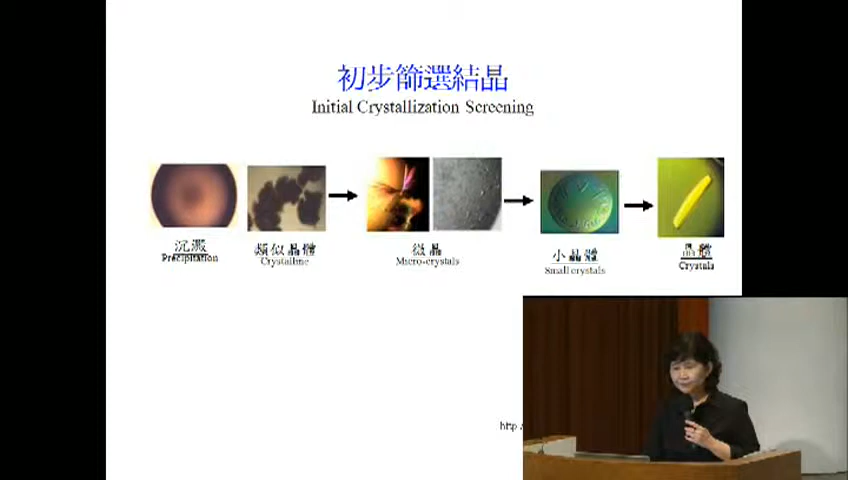 初步篩選結晶
Initial Crystallization Screening
沉澱
Precipitation
類似晶體
Crystalline
微晶
Micro-crystals
小晶體
Small crystals
晶體
Crystals
http:/